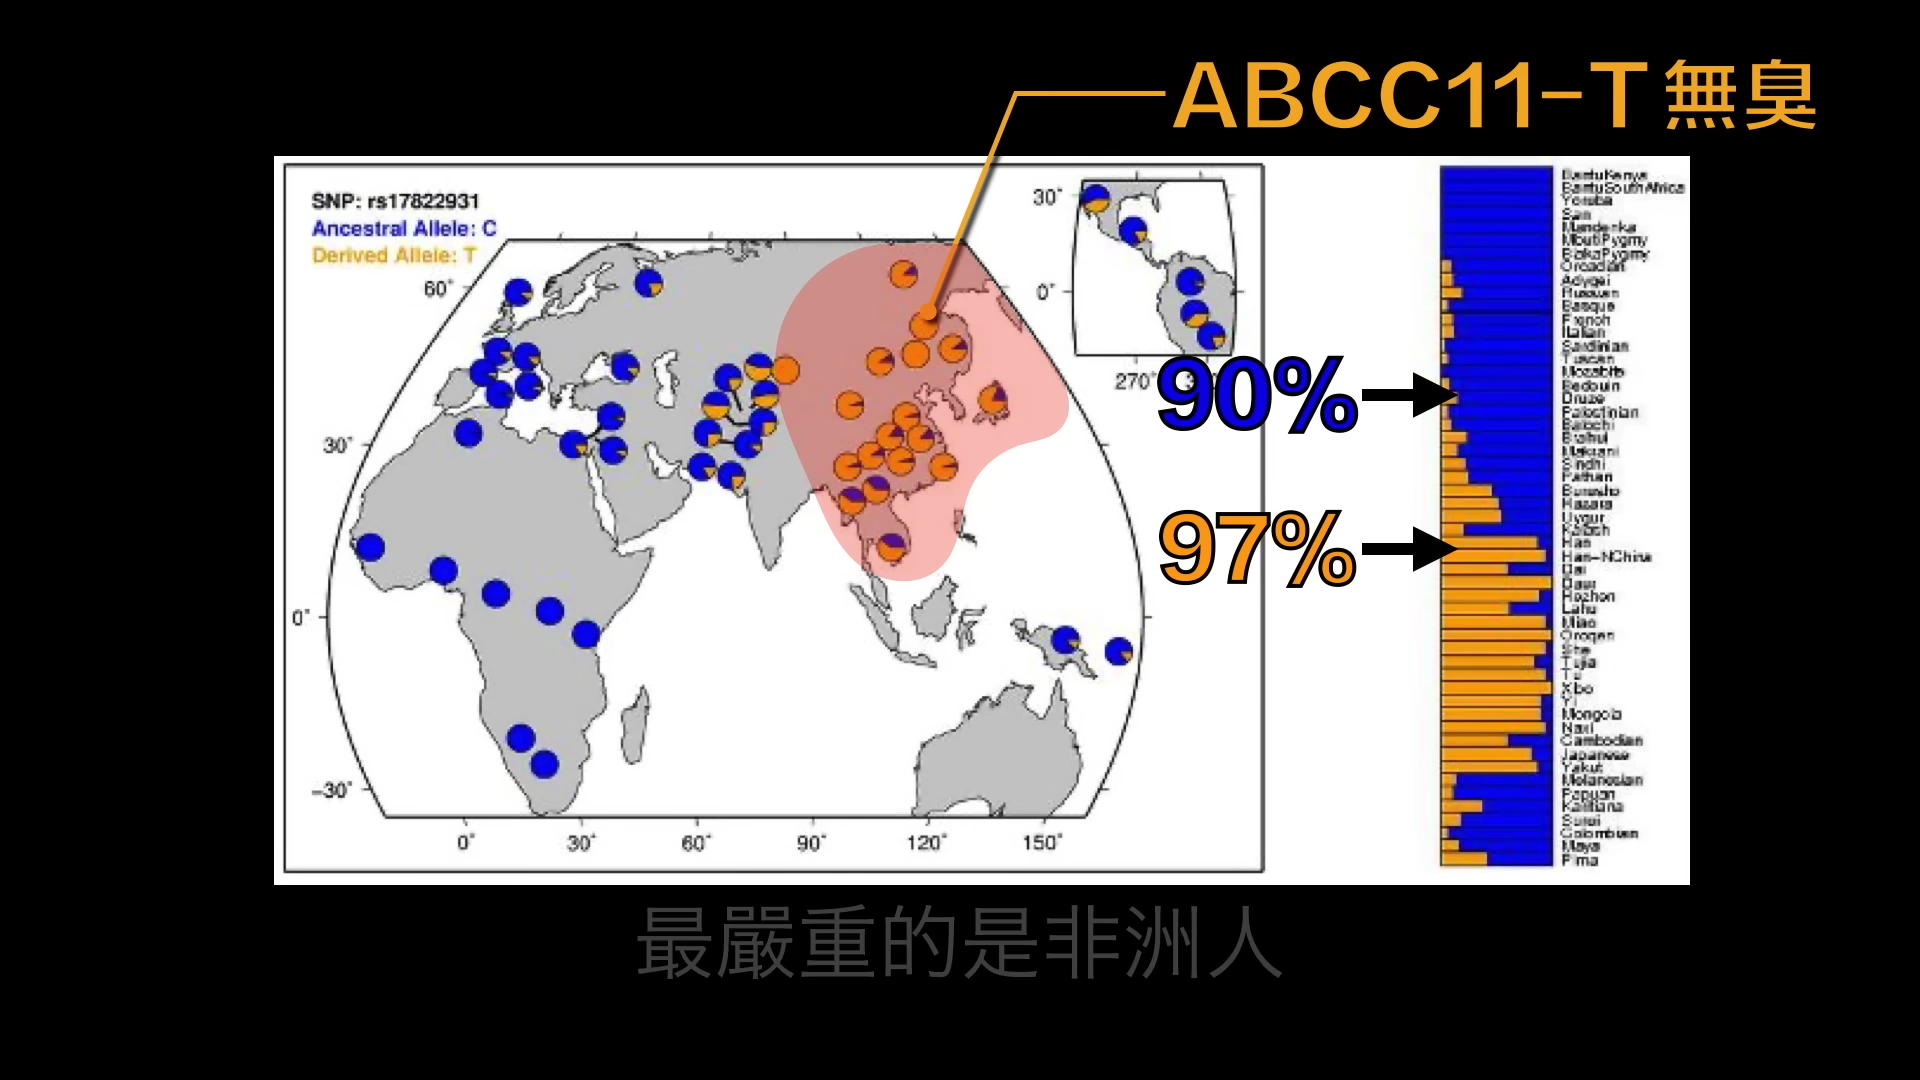 ABCC11-T 無臭
SNP: rs17822931
Ancestral Allele: C
Derived Allele: T
60°
30°
0°
-30°
0°
30°
60°
90°
120°
150°
30°
0°
270°
90%
97%
BantuKenya
BantuSouthAfrica
Yoruba
San
Mandenka
MbutiPygmy
BiakaPygmy
Orcadian
Adygei
Russian
Basque
French
Italian
Sardinian
Tuscan
Mozabite
Bedouin
Druze
Palestinian
Balochi
Brahui
Makrani
Sindhi
Pathan
Burusho
Hazara
Uygur
Kalash
Han
Han-NChina
Dai
Daur
Hezhen
Lahu
Miao
Oroqen
She
Tujia
Tu
Xibo
Yi
Mongola
Naxi
Cambodian
Japanese
Yakut
Melanesian
Papuan
Karitiana
Surui
Colombian
Maya
Pima
最嚴重的是非洲人